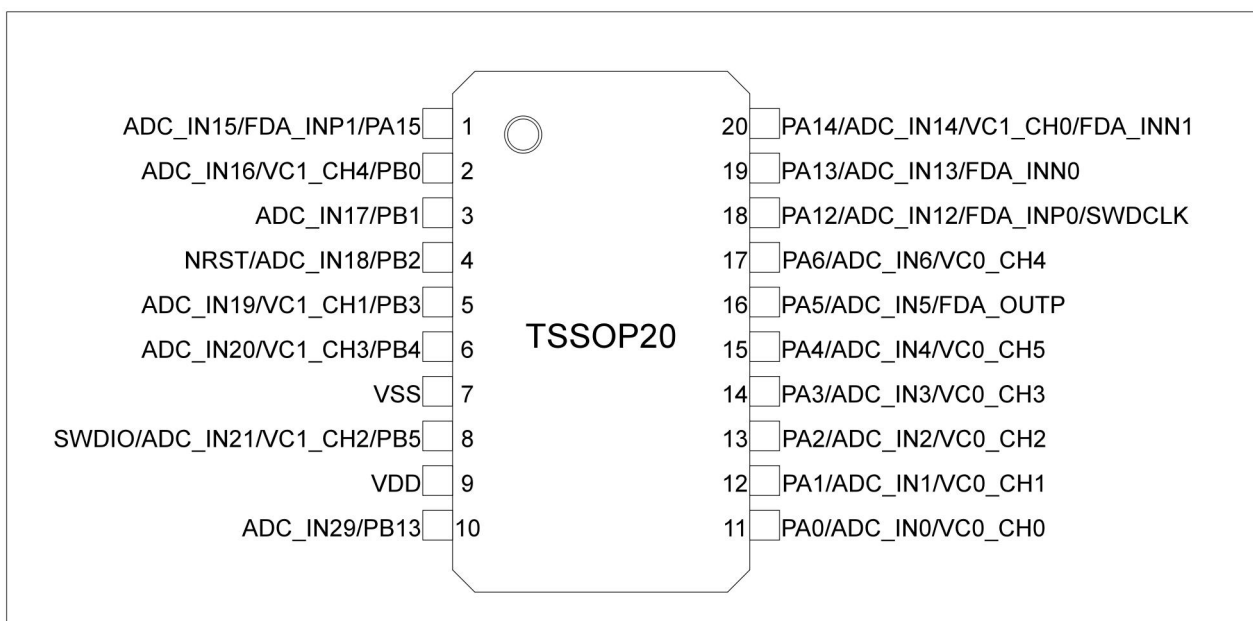 ADC_IN15/FDA_INP1/PA15 1 20 PA14/ADC_IN14/VC1_CH0/FDA_INN1
ADC_IN16/VC1_CH4/PB0 2 19 PA13/ADC_IN13/FDA_INN0
ADC_IN17/PB1 3 18 PA12/ADC_IN12/FDA_INP0/SWDCLK
NRST/ADC_IN18/PB2 4 17 PA6/ADC_IN6/VC0_CH4
ADC_IN19/VC1_CH1/PB3 5 16 PA5/ADC_IN5/FDA_OUTP
TSSOP20
ADC_IN20/VC1_CH3/PB4 6 15 PA4/ADC_IN4/VC0_CH5
VSS 7 14 PA3/ADC_IN3/VC0_CH3
SWDIO/ADC_IN21/VC1_CH2/PB5 8 13 PA2/ADC_IN2/VC0_CH2
VDD 9 12 PA1/ADC_IN1/VC0_CH1
ADC_IN29/PB13 10 11 PA0/ADC_IN0/VC0_CH0